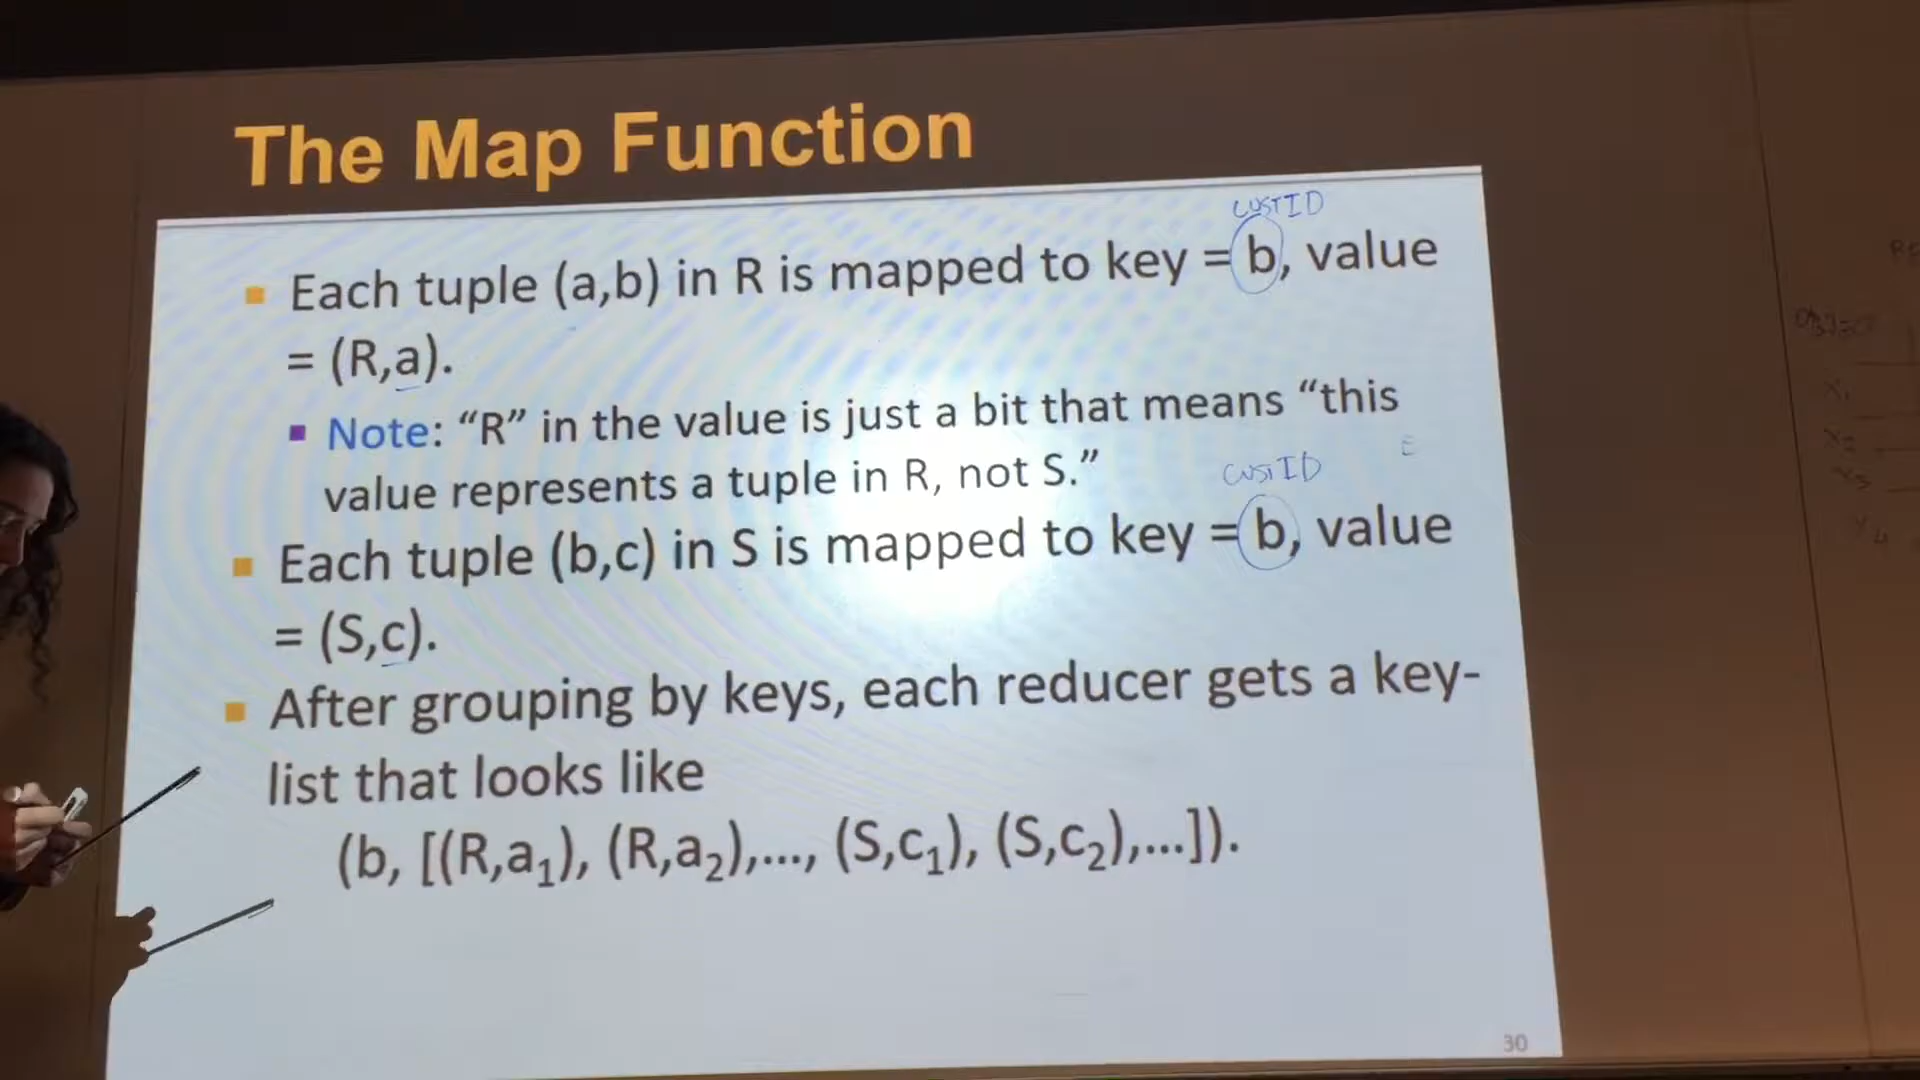 The Map Function
CUSTID
Each tuple (a,b) in R is mapped to key = b, value
= (R,a).
Note: “R” in the value is just a bit that means “this
value represents a tuple in R, not S.”
CUSTID
Each tuple (b,c) in S is mapped to key = b, value
= (S,c).
After grouping by keys, each reducer gets a key-
list that looks like
(b, [(R,a₁), (R,a₂),..., (S,c₁), (S,c₂),...]).
30